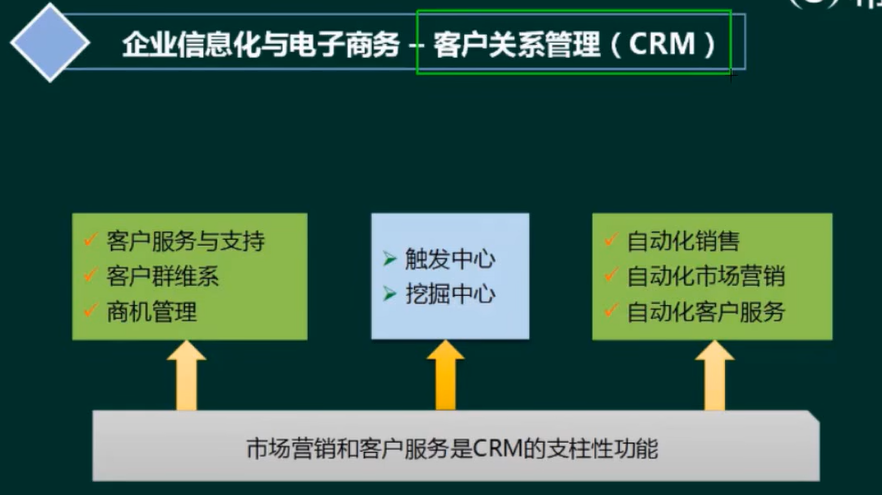 企业信息化与电子商务 – 客户关系管理（CRM）
客户服务与支持
客户群维系
商机管理
触发中心
挖掘中心
自动化销售
自动化市场营销
自动化客户服务
市场营销和客户服务是CRM的支柱性功能